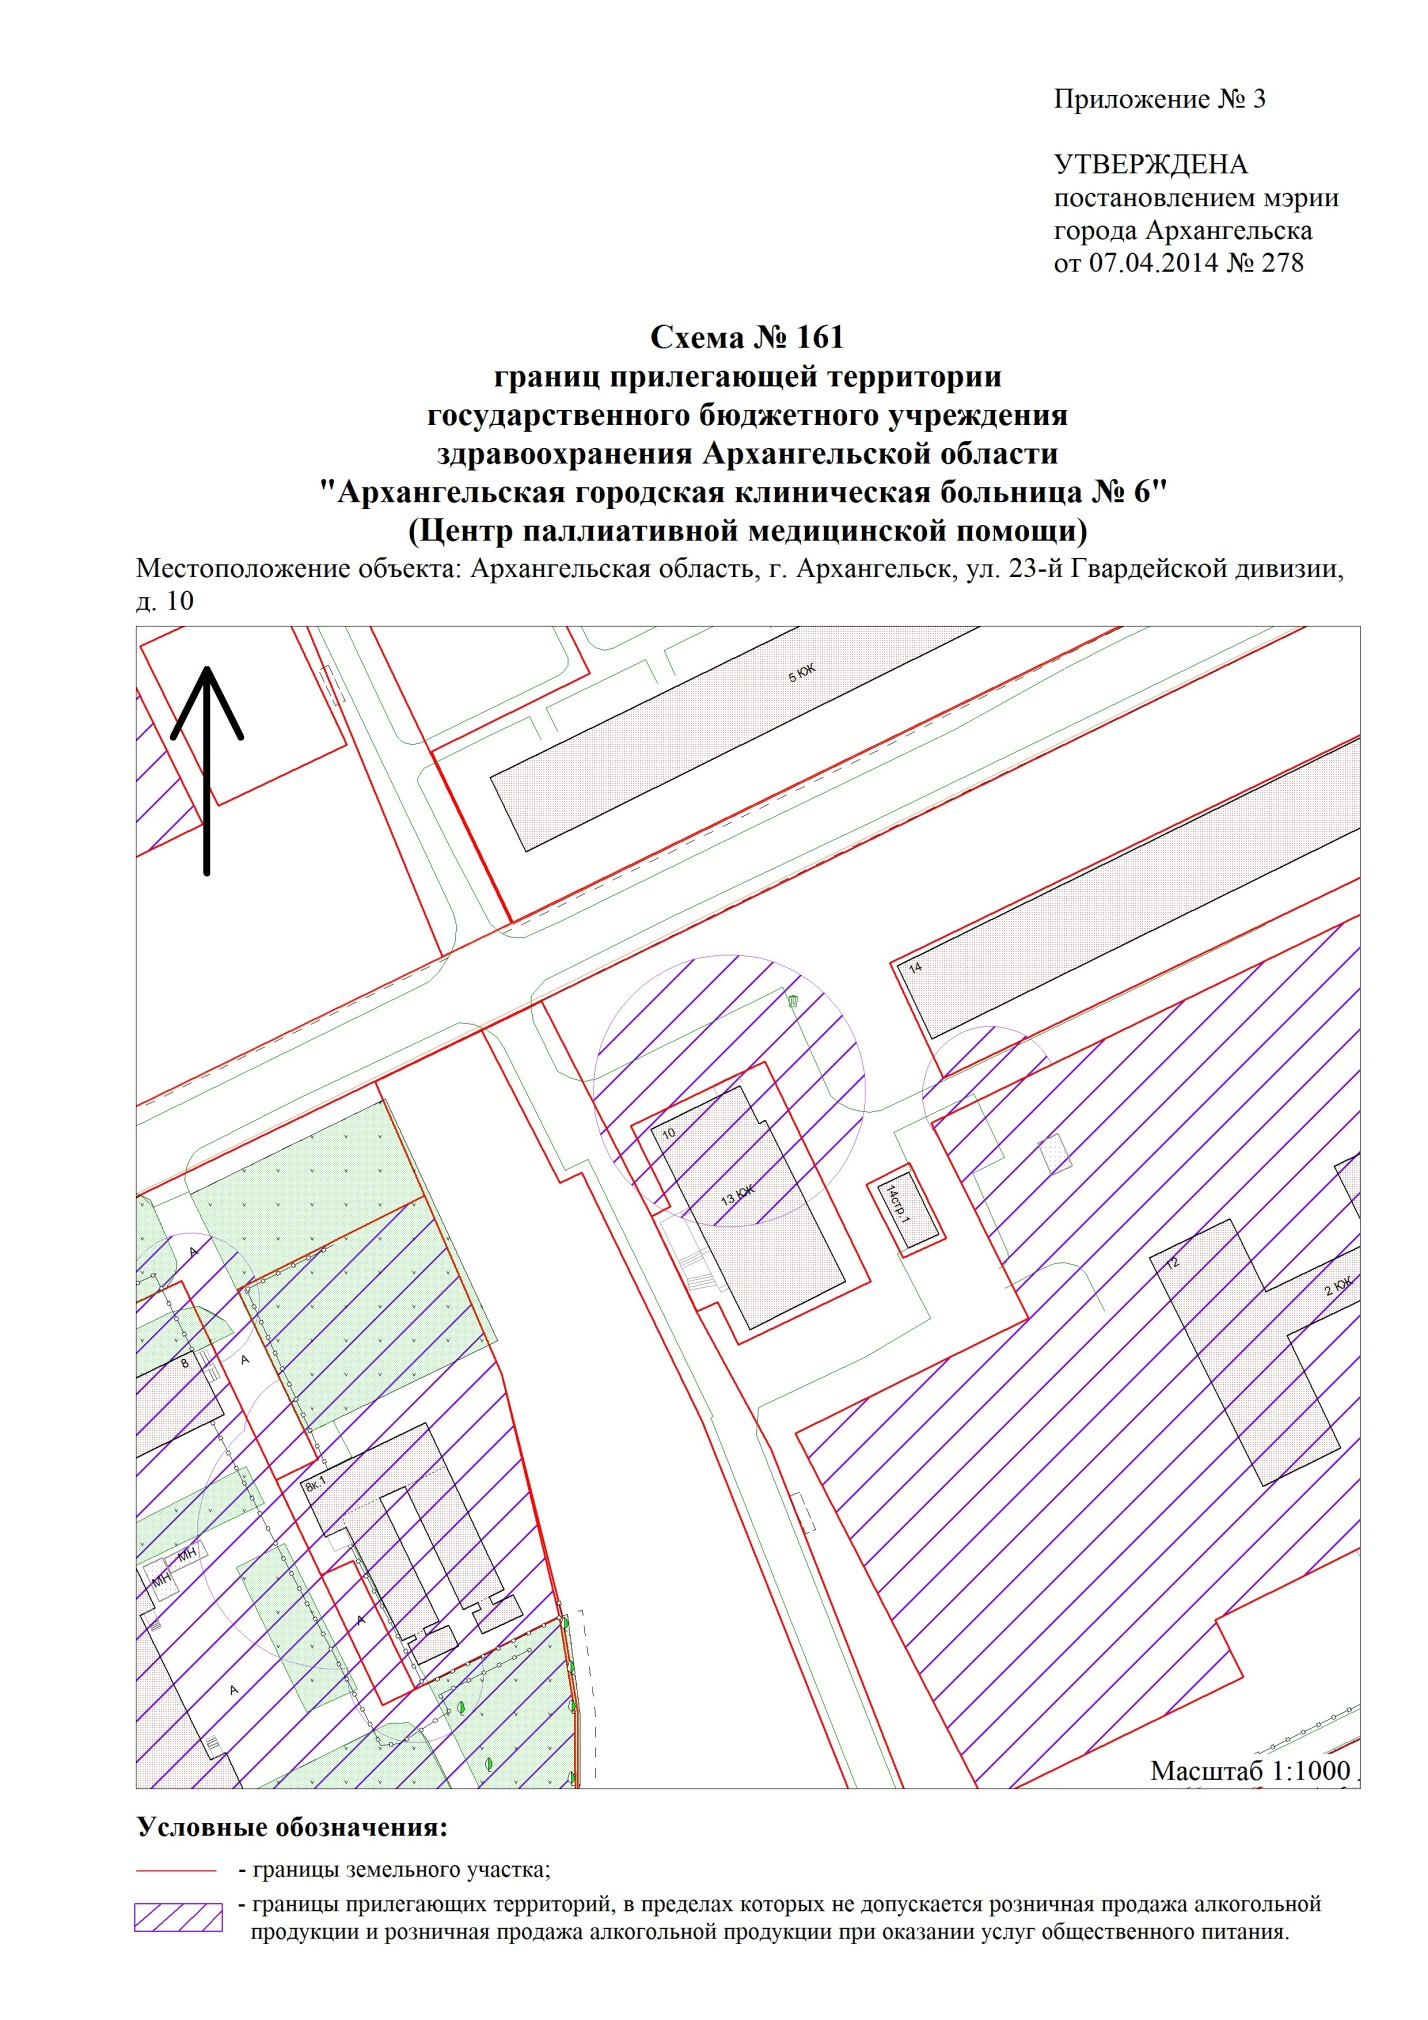 Приложение № 3
УТВЕРЖДЕНА
постановлением мэрии
города Архангельска
от 07.04.2014 № 278
Схема № 161
границ прилегающей территории
государственного бюджетного учреждения
здравоохранения Архангельской области
"Архангельская городская клиническая больница № 6"
(Центр паллиативной медицинской помощи)
Местоположение объекта: Архангельская область, г. Архангельск, ул. 23-й Гвардейской дивизии,
д. 10
5 КЖ
14
10
13 КЖ
14стр.1
12
2 КЖ
А
А
8
8к.1
МН
МН
А
А
Масштаб 1:1000
Условные обозначения:
- границы земельного участка;
- границы прилегающих территорий, в пределах которых не допускается розничная продажа алкогольной
продукции и розничная продажа алкогольной продукции при оказании услуг общественного питания.